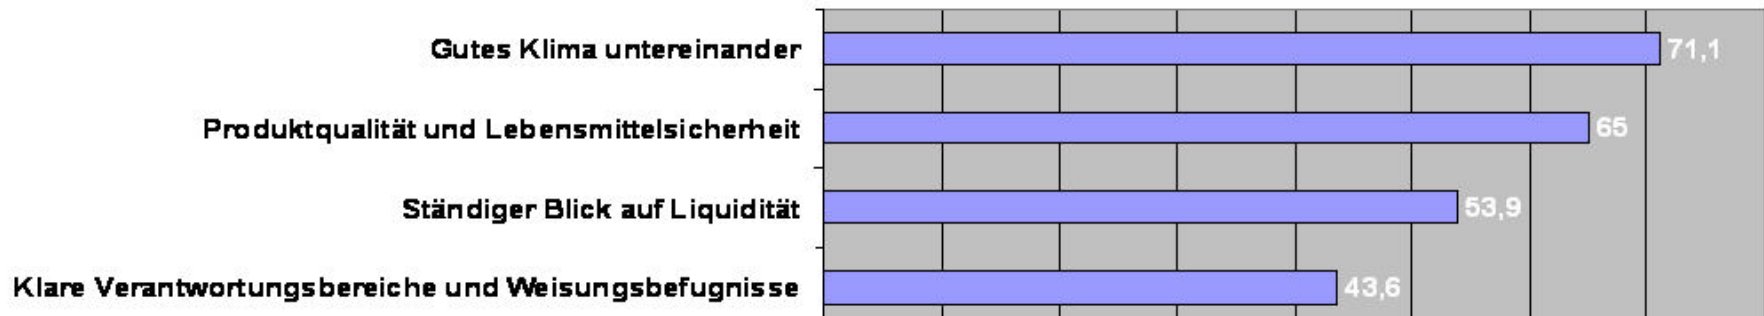 Gutes Klima untereinander 71,1
Produktqualität und Lebensmittelsicherheit 65
Ständiger Blick auf Liquidität 53,9
Klare Verantwortungsbereiche und Weisungsbefugnisse 43,6